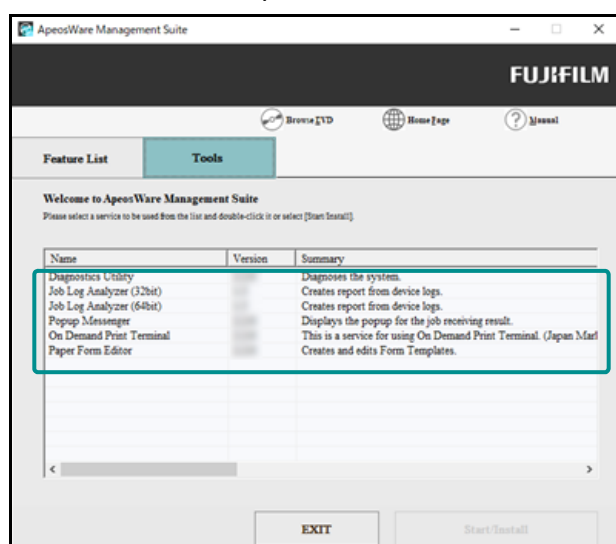 ApeosWare Management Suite
FUJIFILM
Browse DVD Home Page Manual
Feature List Tools
Welcome to ApeosWare Management Suite
Please select a service to be used from the list and double-click it or select [Start Install].
Name Version Summary
Diagnostics Utility Diagnoses the system.
Job Log Analyzer (32bit) Creates report from device logs.
Job Log Analyzer (64bit) Creates report from device logs.
Popup Messenger Displays the popup for the job receiving result.
On Demand Print Terminal This is a service for using On Demand Print Terminal. (Japan Marl
Paper Form Editor Creates and edits Form Templates.
EXIT Start/Install